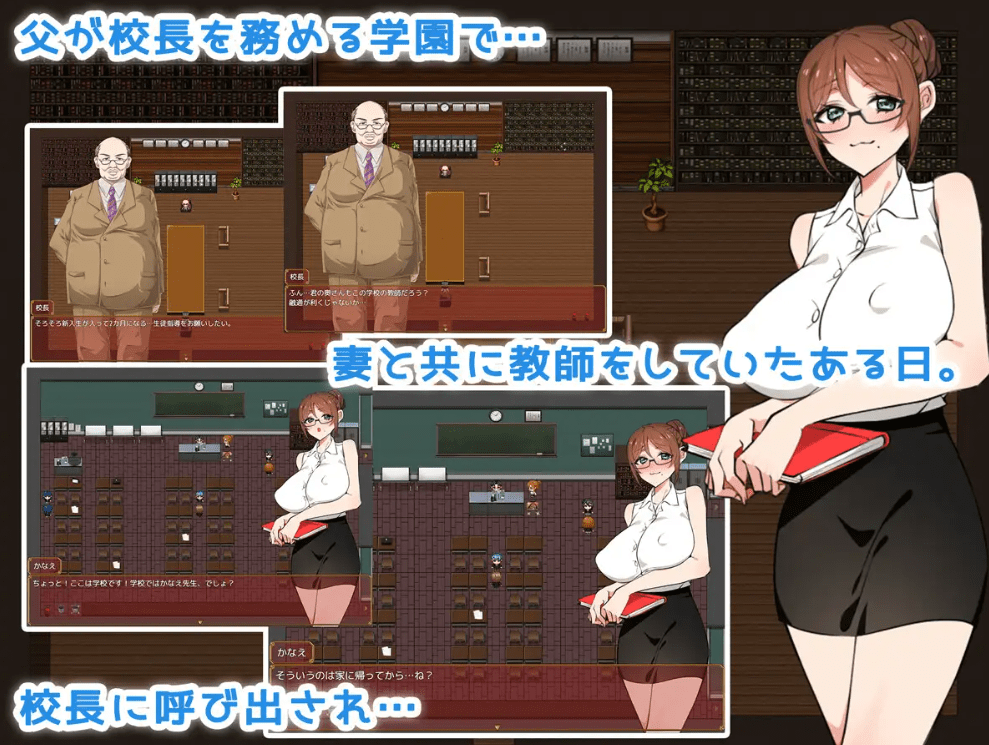 父が校長を務める学園で…
校長
そろそろ新入生が入って2カ月になる…生徒指導をお願いしたい。
校長
ふん…君の奥さんもこの学校の教師だろう?
融通が利くじゃないか…
妻と共に教師をしていたある日。
かなえ
ちょっと!ここは学校です!学校ではかなえ先生、でしょ?
かなえ
そういうのは家に帰ってから…ね?
校長に呼び出され…